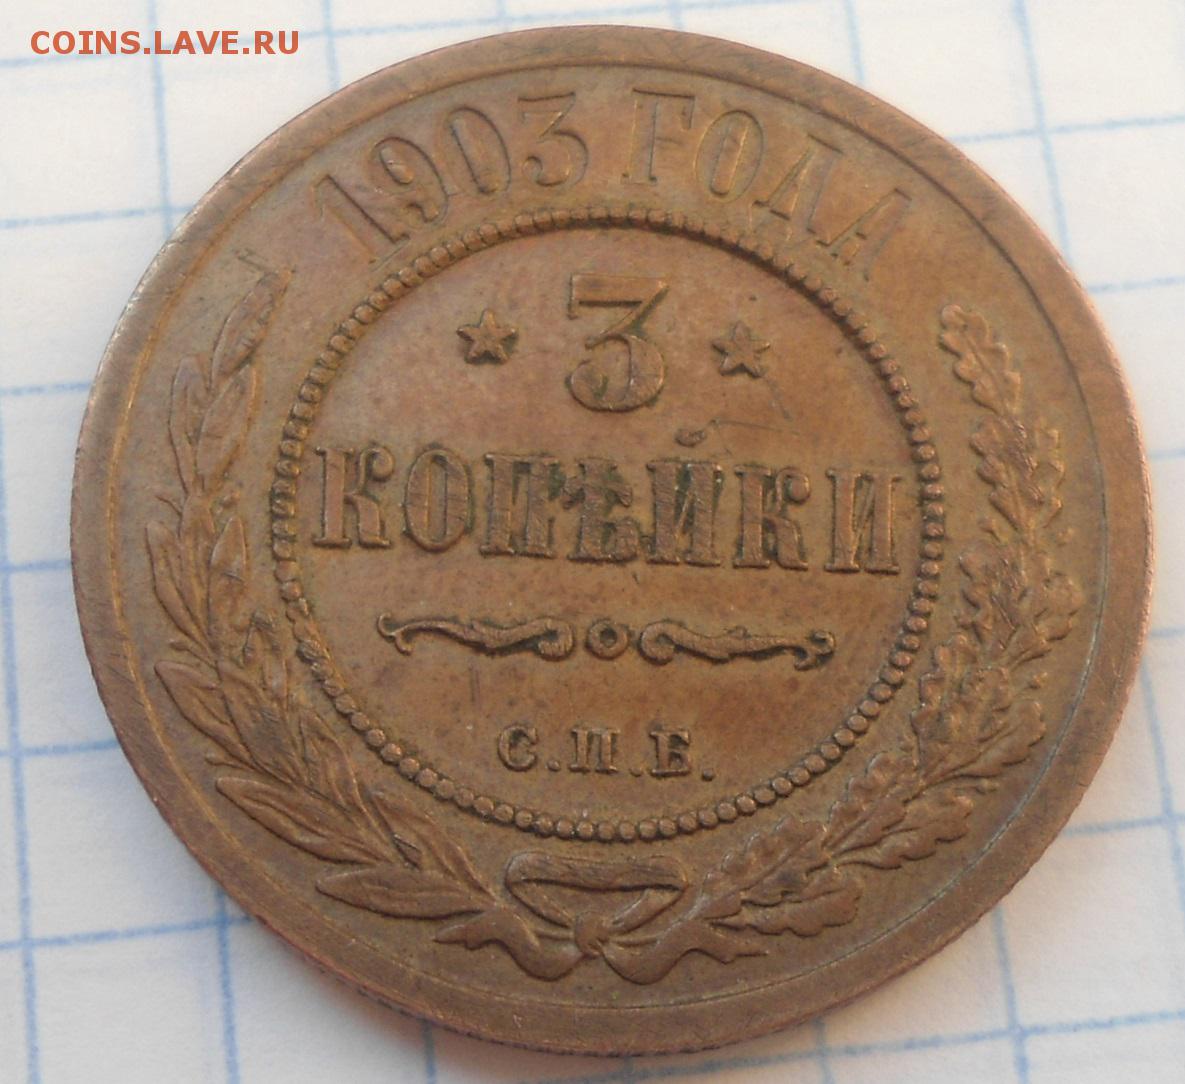 COINS.LAVE.RU
1903 ГОДА
3
КОПѢЙКИ
С.П.Б.